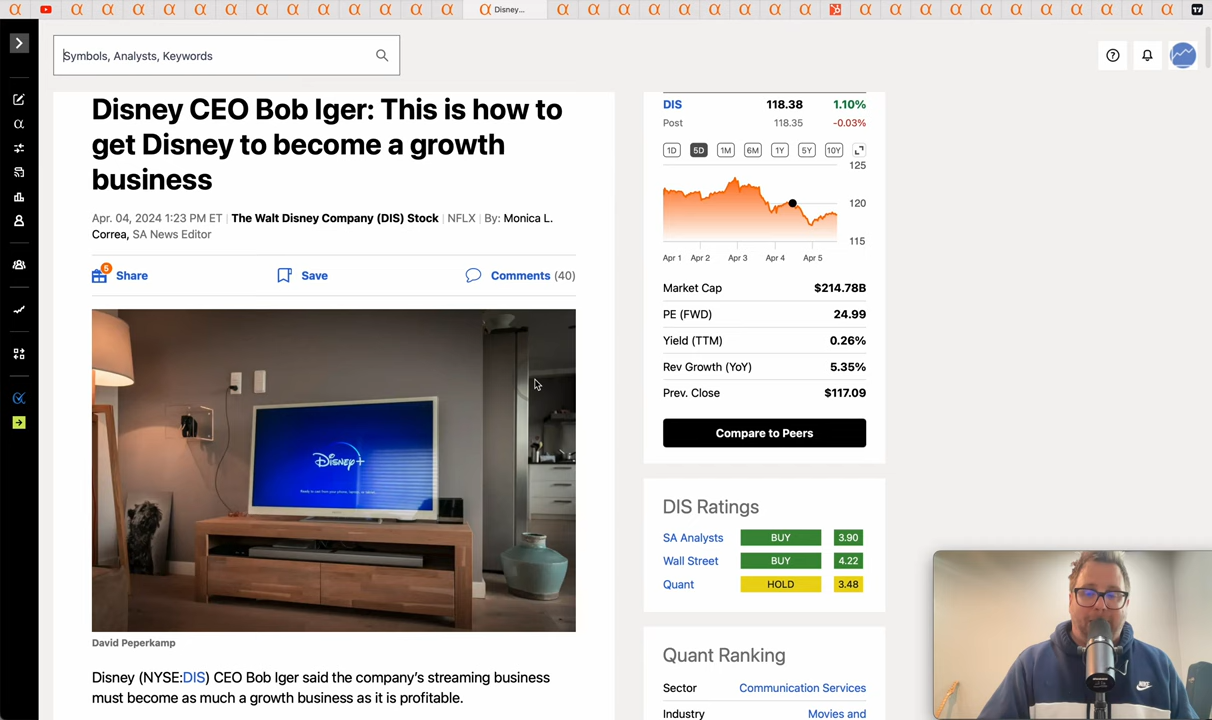 Disney...
Symbols, Analysts, Keywords
Disney CEO Bob Iger: This is how to
get Disney to become a growth
business
Apr. 04, 2024 1:23 PM ET | The Walt Disney Company (DIS) Stock | NFLX | By: Monica L.
Correa, SA News Editor
5
Share
Save
Comments (40)
Disney+
David Peperkamp
Disney (NYSE:DIS) CEO Bob Iger said the company's streaming business
must become as much a growth business as it is profitable.
DIS 118.38 1.10%
Post 118.35 -0.03%
1D 5D 1M 6M 1Y 5Y 10Y
125
120
115
Apr 1 Apr 2 Apr 3 Apr 4 Apr 5
Market Cap $214.78B
PE (FWD) 24.99
Yield (TTM) 0.26%
Rev Growth (YoY) 5.35%
Prev. Close $117.09
Compare to Peers
DIS Ratings
SA Analysts BUY 3.90
Wall Street BUY 4.22
Quant HOLD 3.48
Quant Ranking
Sector Communication Services
Industry Movies and